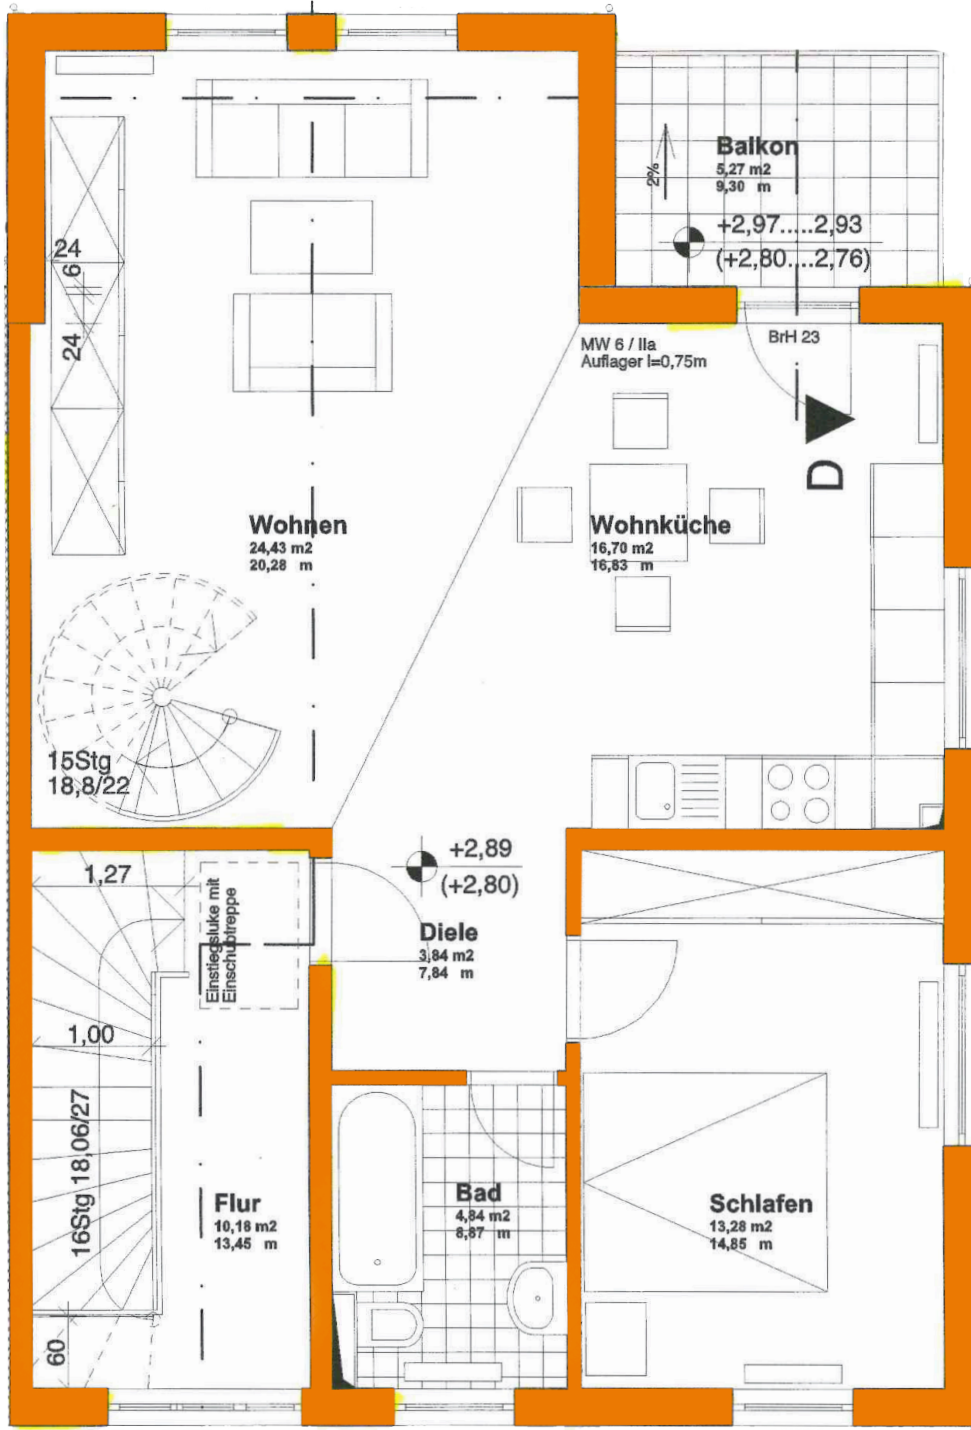 Balkon
5,27 m2
9,30 m
2%
+2,97.....2,93
(+2,80....2,76)
24
6
24
MW 6 / IIa
Auflager l=0,75m
BrH 23
D
Wohnen
24,43 m2
20,28 m
Wohnküche
16,70 m2
16,83 m
15Stg
18,8/22
+2,89
(+2,80)
1,27
Einstiegsluke mit
Einschubtreppe
Diele
3,84 m2
7,84 m
1,00
16Stg 18,06/27
Flur
10,18 m2
13,45 m
Bad
4,84 m2
8,87 m
Schlafen
13,28 m2
14,85 m
60